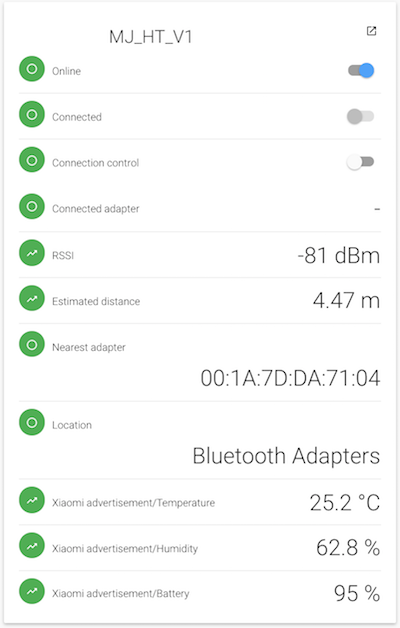 MJ_HT_V1
Online
Connected
Connection control
Connected adapter -
RSSI -81 dBm
Estimated distance 4.47 m
Nearest adapter
00:1A:7D:DA:71:04
Location
Bluetooth Adapters
Xiaomi advertisement/Temperature 25.2 °C
Xiaomi advertisement/Humidity 62.8 %
Xiaomi advertisement/Battery 95 %